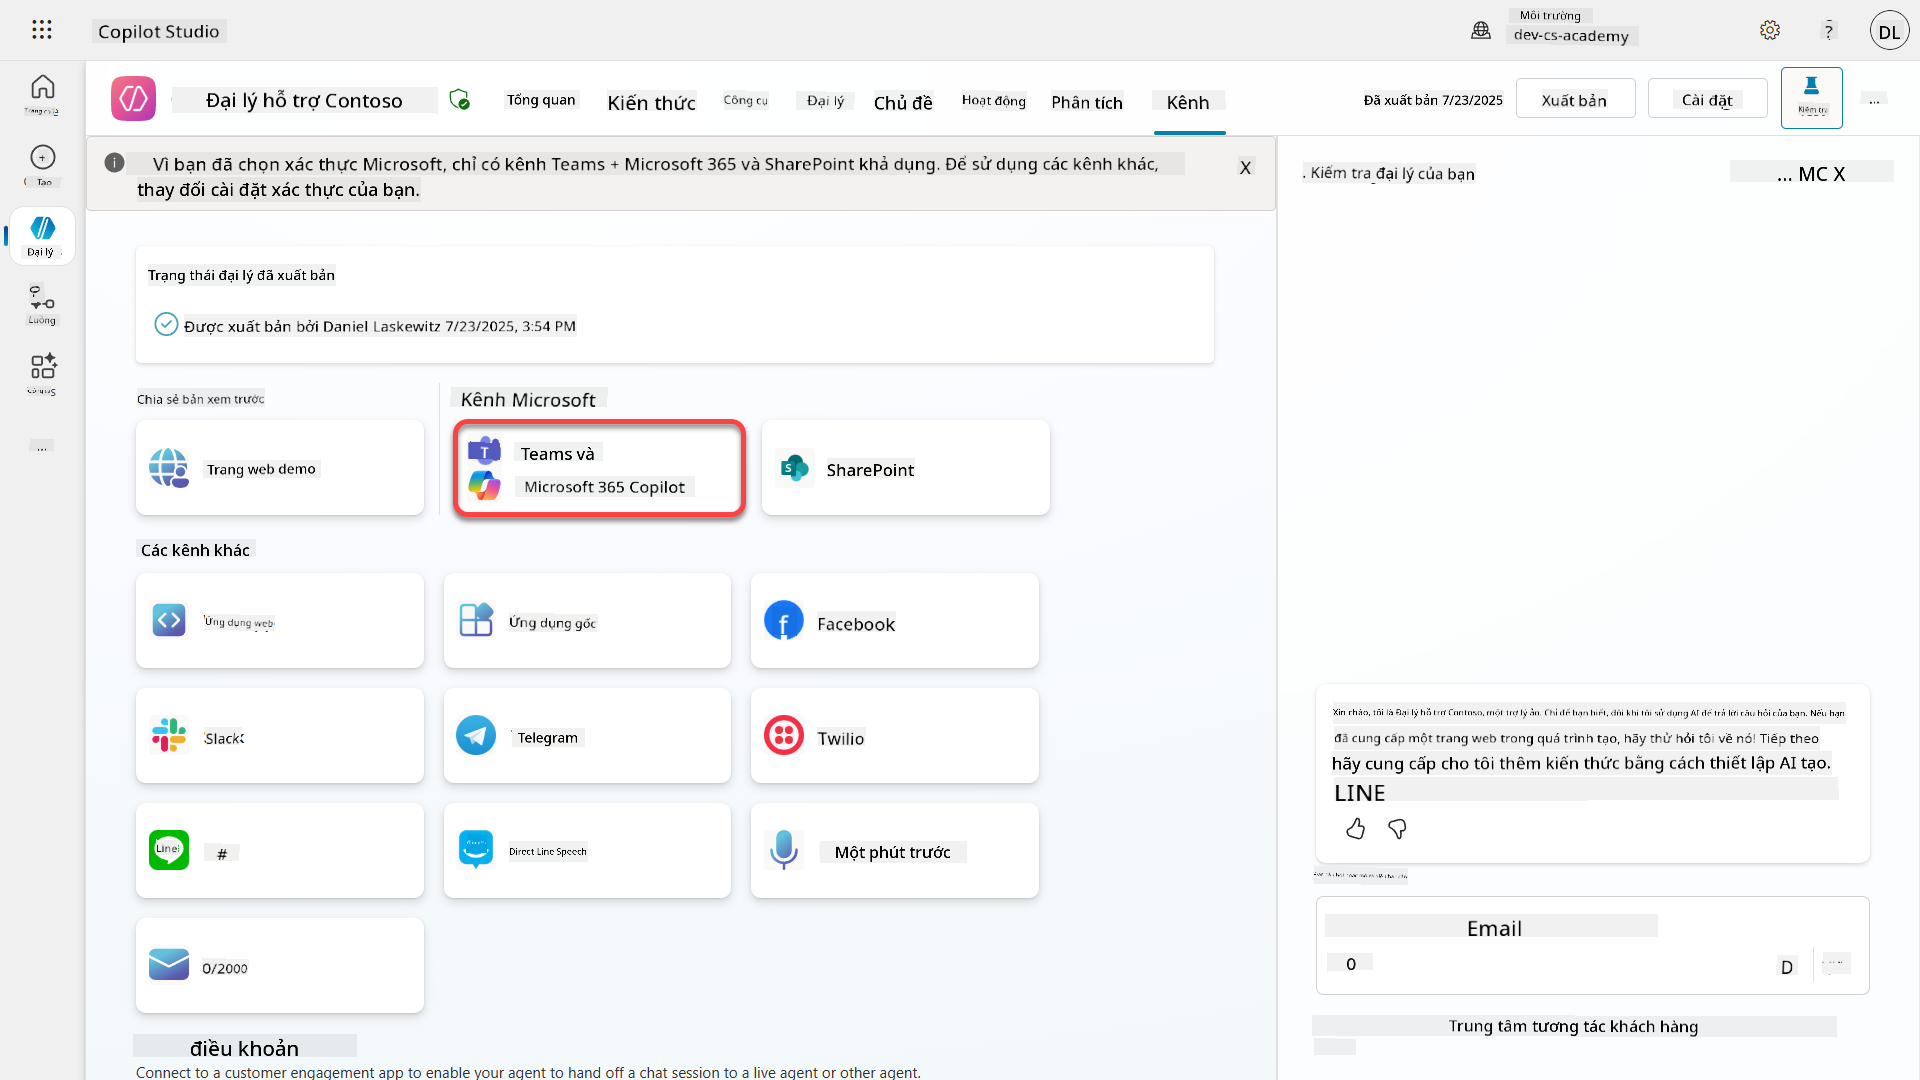 Copilot Studio
Môi trường
dev-cs-academy
?
DL
Đại lý hỗ trợ Contoso
Tổng quan
Kiến thức
Công cụ
Đại lý
Chủ đề
Hoạt động
Phân tích
Kênh
Đã xuất bản 7/23/2025
Xuất bản
Cài đặt
Kiểm tra
...
Tạo
Đại lý
Luồng
...
Vì bạn đã chọn xác thực Microsoft, chỉ có kênh Teams + Microsoft 365 và SharePoint khả dụng. Để sử dụng các kênh khác,
thay đổi cài đặt xác thực của bạn.
X
Trạng thái đại lý đã xuất bản
Được xuất bản bởi Daniel Laskewitz 7/23/2025, 3:54 PM
Chia sẻ bản xem trước
Kênh Microsoft
Trang web demo
Teams và
Microsoft 365 Copilot
SharePoint
Các kênh khác
Ứng dụng web
Ứng dụng gốc
Facebook
Slack
Telegram
Twilio
#
Direct Line Speech
Một phút trước
0/2000
điều khoản
Connect to a customer engagement app to enable your agent to hand off a chat session to a live agent or other agent.
. Kiểm tra đại lý của bạn
... MC X
Xin chào, tôi là Đại lý hỗ trợ Contoso, một trợ lý ảo. Chỉ để bạn biết, đôi khi tôi sử dụng AI để trả lời câu hỏi của bạn. Nếu bạn
đã cung cấp một trang web trong quá trình tạo, hãy thử hỏi tôi về nó! Tiếp theo
hãy cung cấp cho tôi thêm kiến thức bằng cách thiết lập AI tạo.
LINE
Email
0
D
Trung tâm tương tác khách hàng